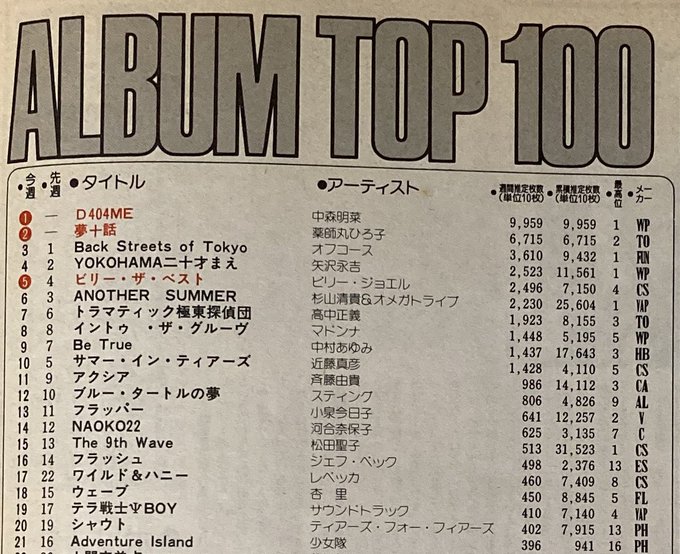 ALBUM TOP 100
●今週 ●先週 ●タイトル ●アーティスト ●週間推定枚数(単位10枚) ●累積推定枚数(単位10枚) ●最高位 ●メーカー
1 — D404ME 中森明菜 9,959 9,959 1 WP
2 — 夢十話 薬師丸ひろ子 6,715 6,715 2 TO
3 1 Back Streets of Tokyo オフコース 3,610 9,432 1
4 2 YOKOHAMA二十才まえ 矢沢永吉 2,523 11,561 1 WP
5 4 ビリー・ザ・ベスト ビリー・ジョエル 2,496 7,150 4 CS
6 3 ANOTHER SUMMER 杉山清貴&オメガトライブ 2,230 25,604 1 VAP
7 6 トラマティック極東探偵団 高中正義 1,923 8,155 3 TO
8 8 イントゥ・ザ・グルーヴ マドンナ 1,448 5,195 5 WP
9 7 Be True 中村あゆみ 1,437 17,643 3 HB
10 5 サマー・イン・ティアーズ 近藤真彦 1,428 4,110 5 CS
11 9 アクシア 斉藤由貴 986 14,112 3 CA
12 10 ブルー・タートルの夢 スティング 806 4,826 9 AL
13 11 フラッパー 小泉今日子 641 12,257 2 V
14 12 NAOKO22 河合奈保子 625 3,135 7 C
15 13 The 9th Wave 松田聖子 513 31,523 1 CS
16 14 フラッシュ ジェフ・ベック 498 2,376 13 ES
17 22 ワイルド&ハニー レベッカ 460 7,409 8 CS
18 15 ウェーブ 杏里 450 8,845 5 FL
19 17 テラ戦士ΨBOY サウンドトラック 410 7,140 4 VAP
20 19 シャウト ティアーズ・フォー・フィアーズ 402 7,915 13 PH
21 16 Adventure Island 少女隊 396 941 16 PH